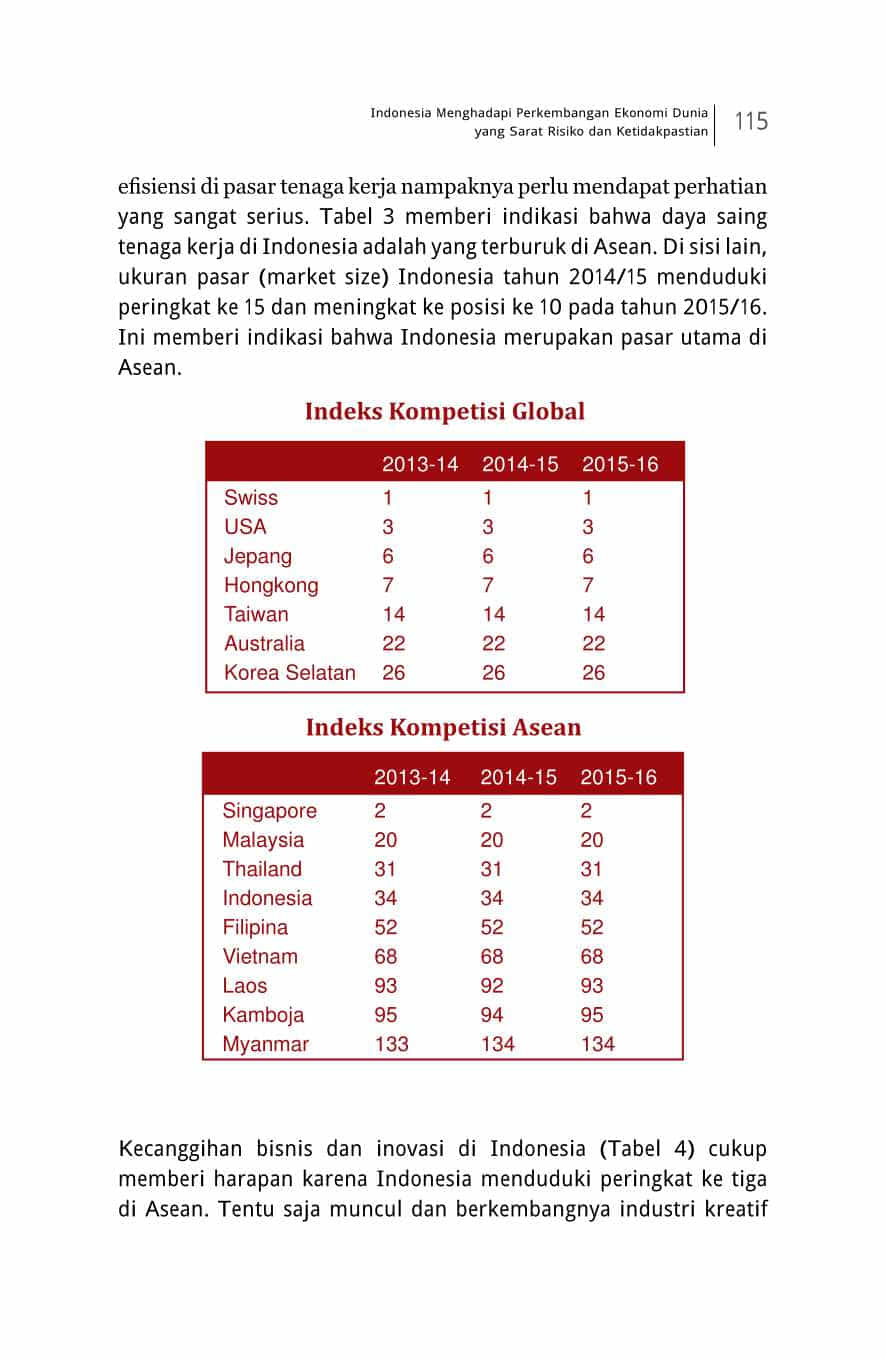 Indonesia Menghadapi Perkembangan Ekonomi Dunia
yang Sarat Risiko dan Ketidakpastian
115
efisiensi di pasar tenaga kerja nampaknya perlu mendapat perhatian
yang sangat serius. Tabel 3 memberi indikasi bahwa daya saing
tenaga kerja di Indonesia adalah yang terburuk di Asean. Di sisi lain,
ukuran pasar (market size) Indonesia tahun 2014/15 menduduki
peringkat ke 15 dan meningkat ke posisi ke 10 pada tahun 2015/16.
Ini memberi indikasi bahwa Indonesia merupakan pasar utama di
Asean.
Indeks Kompetisi Global
2013-14 2014-15 2015-16
Swiss 1 1 1
USA 3 3 3
Jepang 6 6 6
Hongkong 7 7 7
Taiwan 14 14 14
Australia 22 22 22
Korea Selatan 26 26 26
Indeks Kompetisi Asean
2013-14 2014-15 2015-16
Singapore 2 2 2
Malaysia 20 20 20
Thailand 31 31 31
Indonesia 34 34 34
Filipina 52 52 52
Vietnam 68 68 68
Laos 93 92 93
Kamboja 95 94 95
Myanmar 133 134 134
Kecanggihan bisnis dan inovasi di Indonesia (Tabel 4) cukup
memberi harapan karena Indonesia menduduki peringkat ke tiga
di Asean. Tentu saja muncul dan berkembangnya industri kreatif